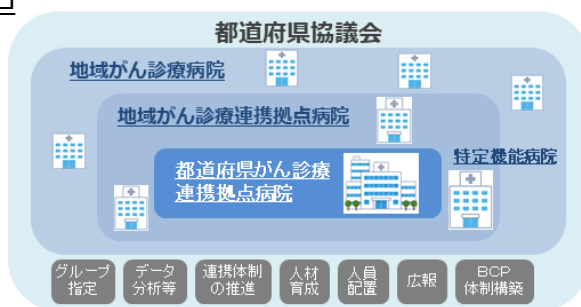 都道府県協議会
地域がん診療病院
地域がん診療連携拠点病院
都道府県がん診療
連携拠点病院
特定機能病院
グループ
指定
データ
分析等
連携体制
の推進
人材
育成
人員
配置
広報
BCP
体制構築